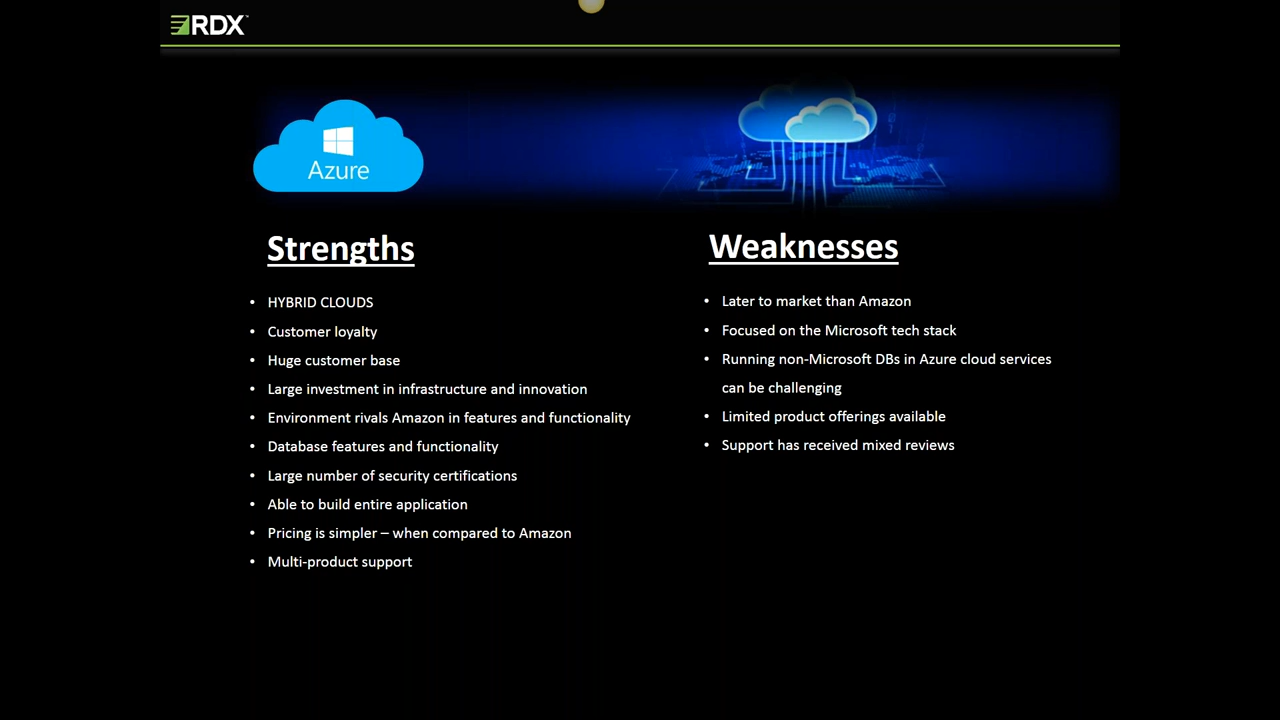 RDX
Azure
Strengths
• HYBRID CLOUDS
• Customer loyalty
• Huge customer base
• Large investment in infrastructure and innovation
• Environment rivals Amazon in features and functionality
• Database features and functionality
• Large number of security certifications
• Able to build entire application
• Pricing is simpler – when compared to Amazon
• Multi-product support
Weaknesses
• Later to market than Amazon
• Focused on the Microsoft tech stack
• Running non-Microsoft DBs in Azure cloud services
can be challenging
• Limited product offerings available
• Support has received mixed reviews